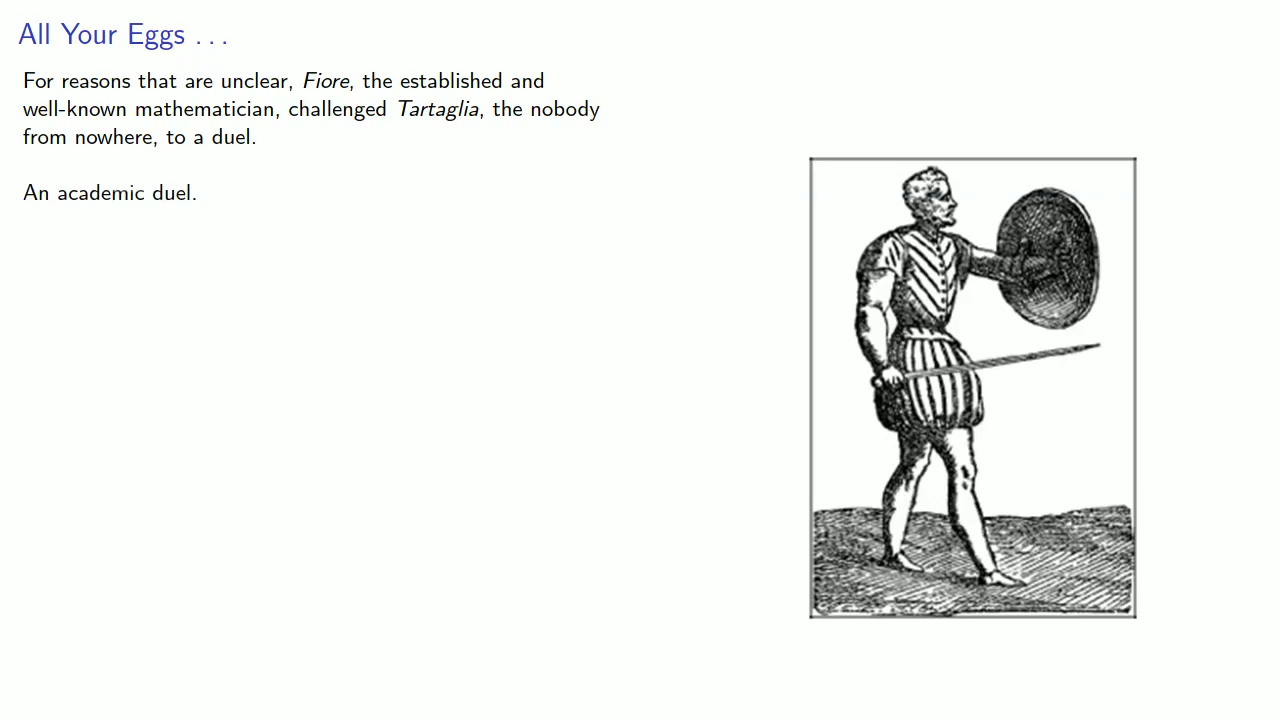 All Your Eggs ...
For reasons that are unclear, Fiore, the established and
well-known mathematician, challenged Tartaglia, the nobody
from nowhere, to a duel.
An academic duel.